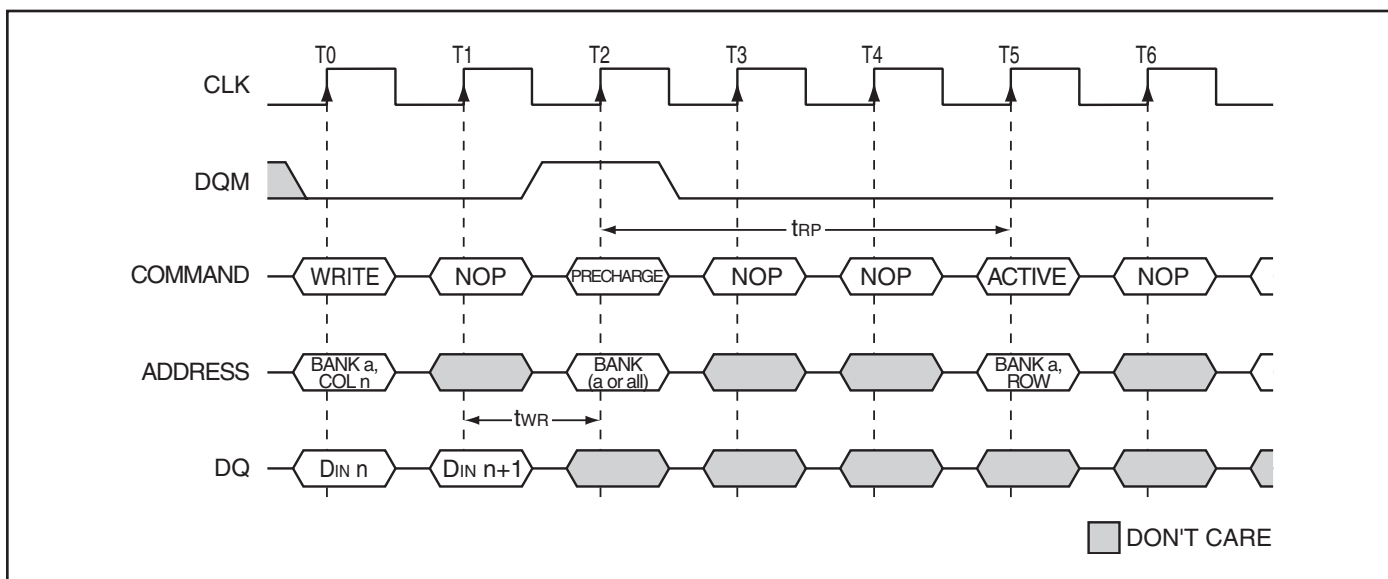 T0 T1 T2 T3 T4 T5 T6
CLK
DQM
tRP
COMMAND WRITE NOP PRECHARGE NOP NOP ACTIVE NOP
ADDRESS BANK a, COL n BANK (a or all) BANK a, ROW
tWR
DQ DIN n DIN n+1
DON'T CARE